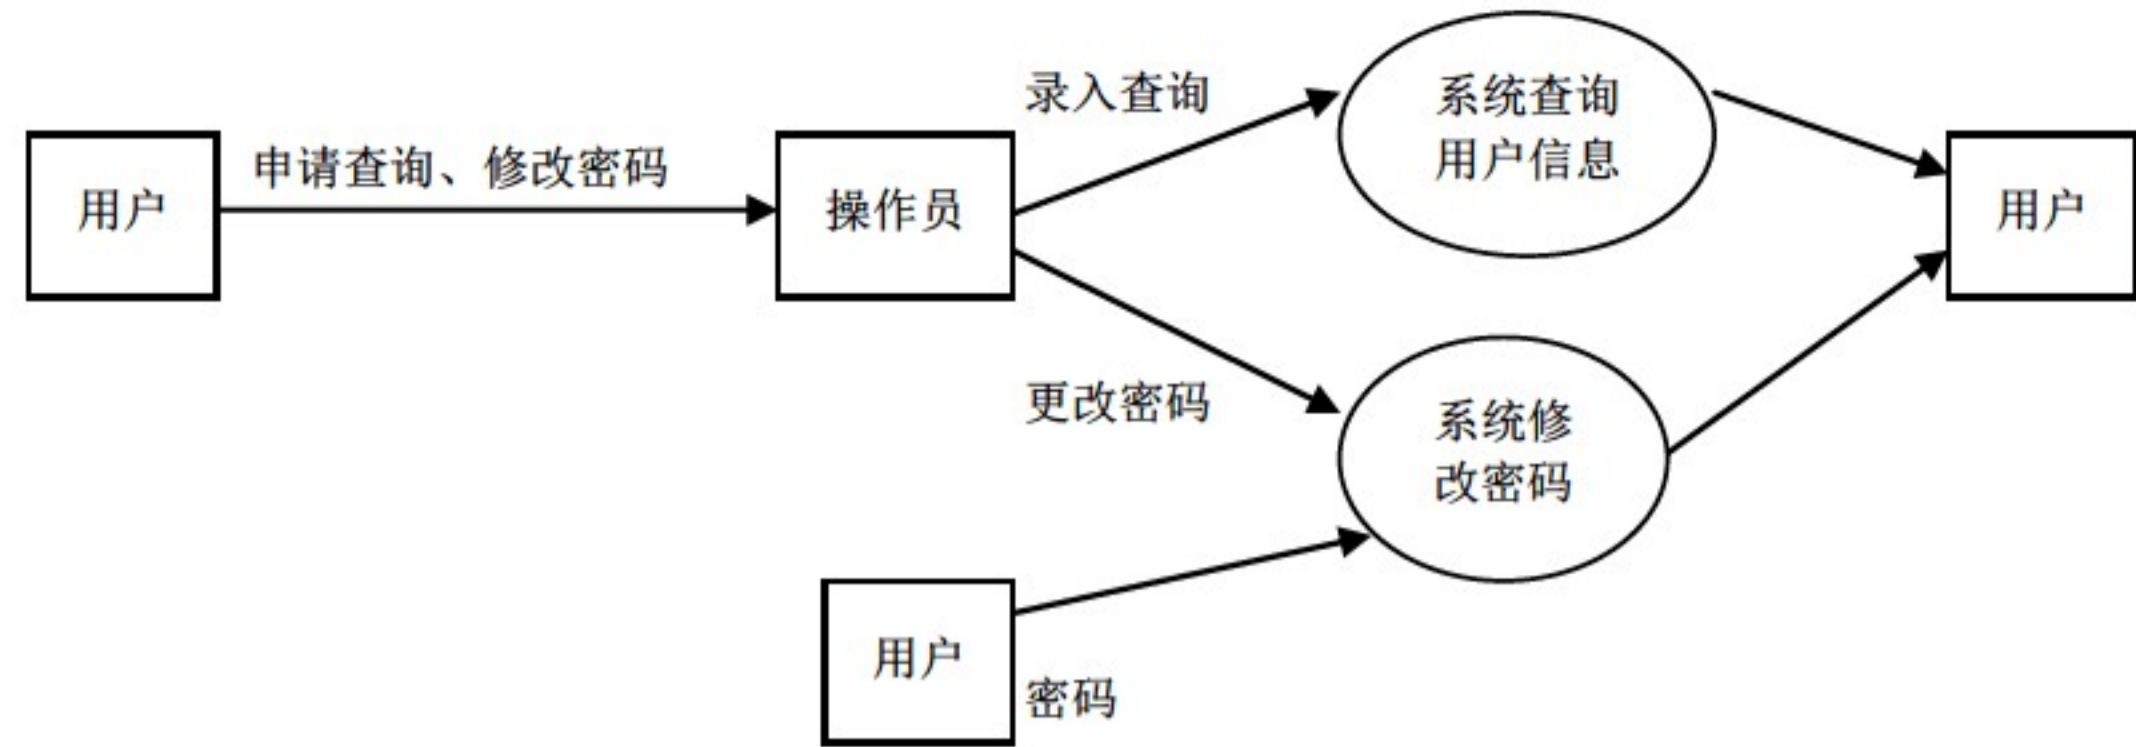 录入查询
系统查询
用户信息
申请查询、修改密码
用户
操作员
用户
更改密码
系统修
改密码
用户
密码